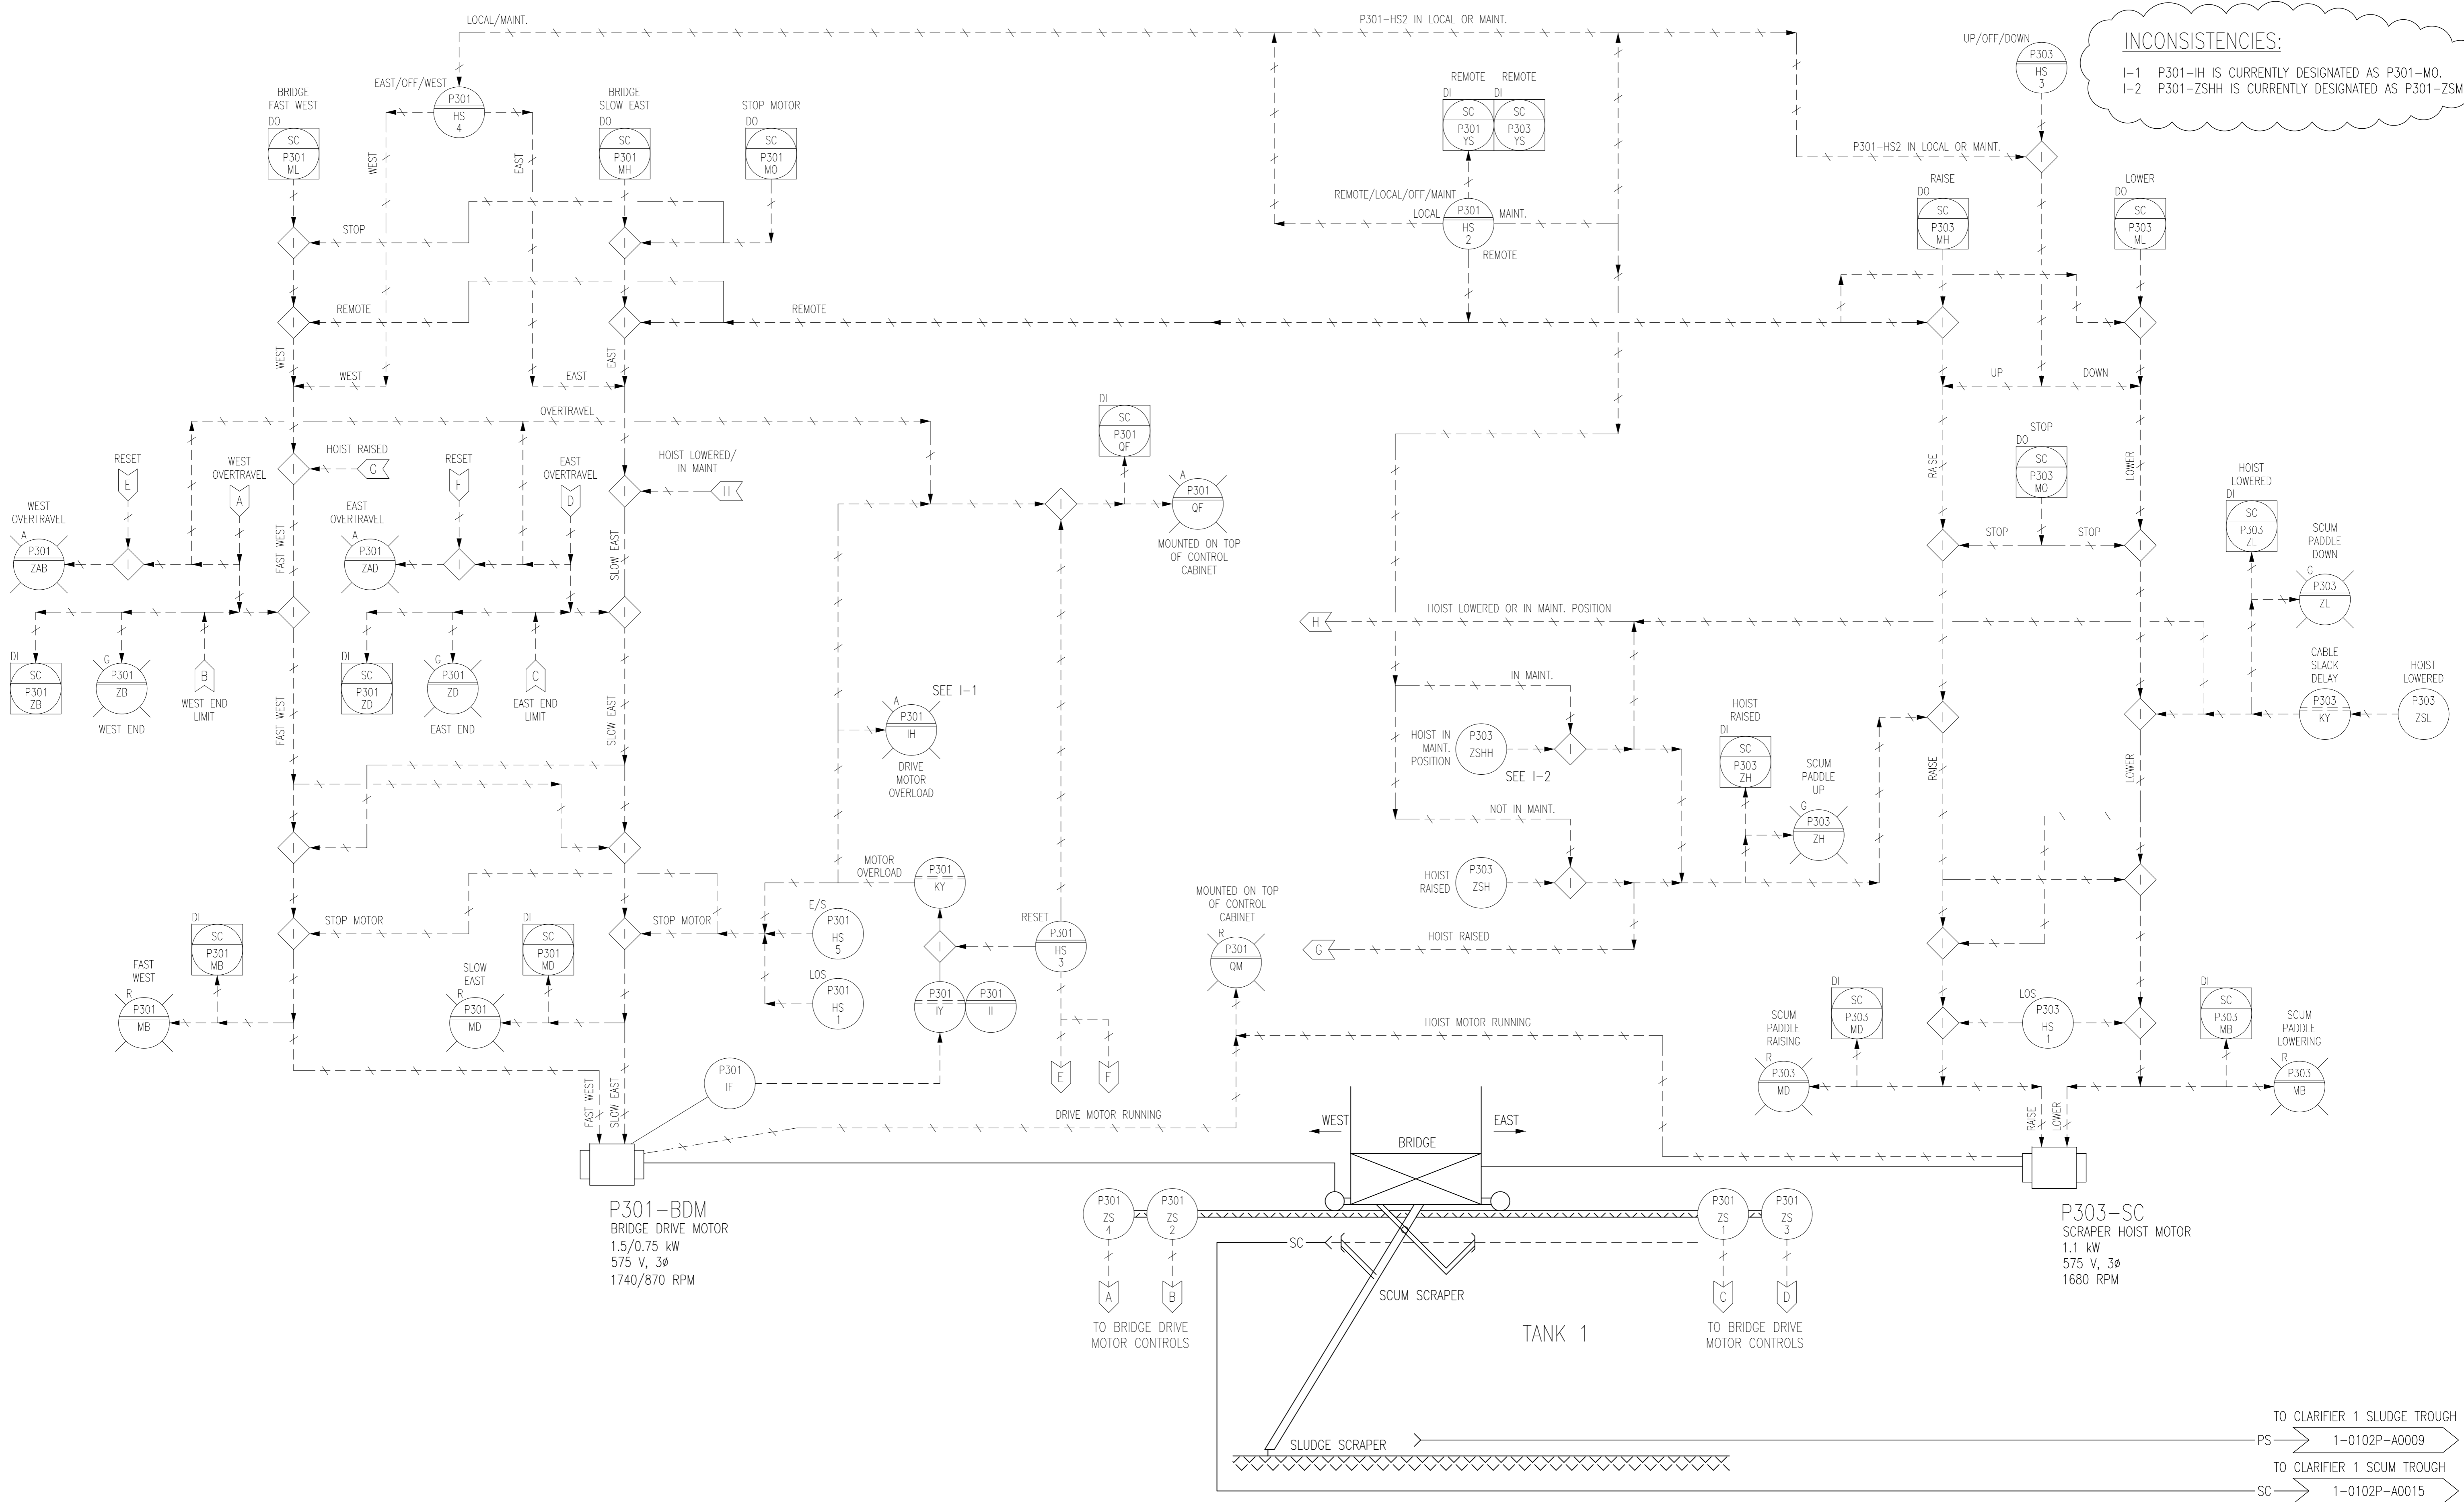 LOCAL/MAINT.
P301-HS2 IN LOCAL OR MAINT.
INCONSISTENCIES:
I-1 P301-IH IS CURRENTLY DESIGNATED AS P301-MO.
I-2 P301-ZSHH IS CURRENTLY DESIGNATED AS P301-ZSM
UP/OFF/DOWN
P303
HS
3
EAST/OFF/WEST
P301
HS
4
BRIDGE
FAST WEST
DO
SC
P301
ML
WEST
EAST
BRIDGE
SLOW EAST
DO
SC
P301
MH
STOP MOTOR
DO
SC
P301
MO
REMOTE
DI
SC
P301
YS
REMOTE
DI
SC
P303
YS
P301-HS2 IN LOCAL OR MAINT.
REMOTE/LOCAL/OFF/MAINT
LOCAL
P301
HS
2
MAINT.
REMOTE
RAISE
DO
SC
P303
MH
LOWER
DO
SC
P303
ML
STOP
REMOTE
REMOTE
WEST
WEST
EAST
EAST
UP
DOWN
OVERTRAVEL
HOIST RAISED
G
HOIST LOWERED/
IN MAINT
H
RESET
E
WEST
OVERTRAVEL
A
WEST
OVERTRAVEL
A
P301
ZAB
FAST WEST
RESET
F
EAST
OVERTRAVEL
D
EAST
OVERTRAVEL
A
P301
ZAD
SLOW EAST
DI
SC
P301
QF
A
P301
QF
MOUNTED ON TOP
OF CONTROL
CABINET
RAISE
STOP
DO
SC
P303
MO
STOP
STOP
LOWER
HOIST
LOWERED
DI
SC
P303
ZL
SCUM
PADDLE
DOWN
G
P303
ZL
DI
SC
P301
ZB
G
P301
ZB
WEST END
B
WEST END
LIMIT
FAST WEST
DI
SC
P301
ZD
G
P301
ZD
EAST END
C
EAST END
LIMIT
SLOW EAST
SEE I-1
A
P301
IH
DRIVE
MOTOR
OVERLOAD
H
HOIST LOWERED OR IN MAINT. POSITION
IN MAINT.
HOIST IN
MAINT.
POSITION
P303
ZSHH
SEE I-2
NOT IN MAINT.
HOIST
RAISED
P303
ZSH
HOIST
RAISED
DI
SC
P303
ZH
SCUM
PADDLE
UP
G
P303
ZH
CABLE
SLACK
DELAY
P303
KY
HOIST
LOWERED
P303
ZSL
RAISE
LOWER
G
HOIST RAISED
MOTOR
OVERLOAD
P301
KY
STOP MOTOR
STOP MOTOR
E/S
P301
HS
5
LOS
P301
HS
1
P301
IY
P301
II
RESET
P301
HS
3
E
F
MOUNTED ON TOP
OF CONTROL
CABINET
R
P301
QM
FAST
WEST
R
P301
MB
DI
SC
P301
MB
SLOW
EAST
R
P301
MD
DI
SC
P301
MD
P301
IE
FAST WEST
SLOW EAST
HOIST MOTOR RUNNING
DRIVE MOTOR RUNNING
SCUM
PADDLE
RAISING
R
P303
MD
DI
SC
P303
MD
LOS
P303
HS
1
DI
SC
P303
MB
SCUM
PADDLE
LOWERING
R
P303
MB
RAISE
LOWER
P301-BDM
BRIDGE DRIVE MOTOR
1.5/0.75 kW
575 V, 3ø
1740/870 RPM
WEST
EAST
BRIDGE
P301
ZS
4
P301
ZS
2
P301
ZS
1
P301
ZS
3
A
B
TO BRIDGE DRIVE
MOTOR CONTROLS
SC
SCUM SCRAPER
C
D
TO BRIDGE DRIVE
MOTOR CONTROLS
TANK 1
P303-SC
SCRAPER HOIST MOTOR
1.1 kW
575 V, 3ø
1680 RPM
SLUDGE SCRAPER
TO CLARIFIER 1 SLUDGE TROUGH
PS
1-0102P-A0009
TO CLARIFIER 1 SCUM TROUGH
SC
1-0102P-A0015